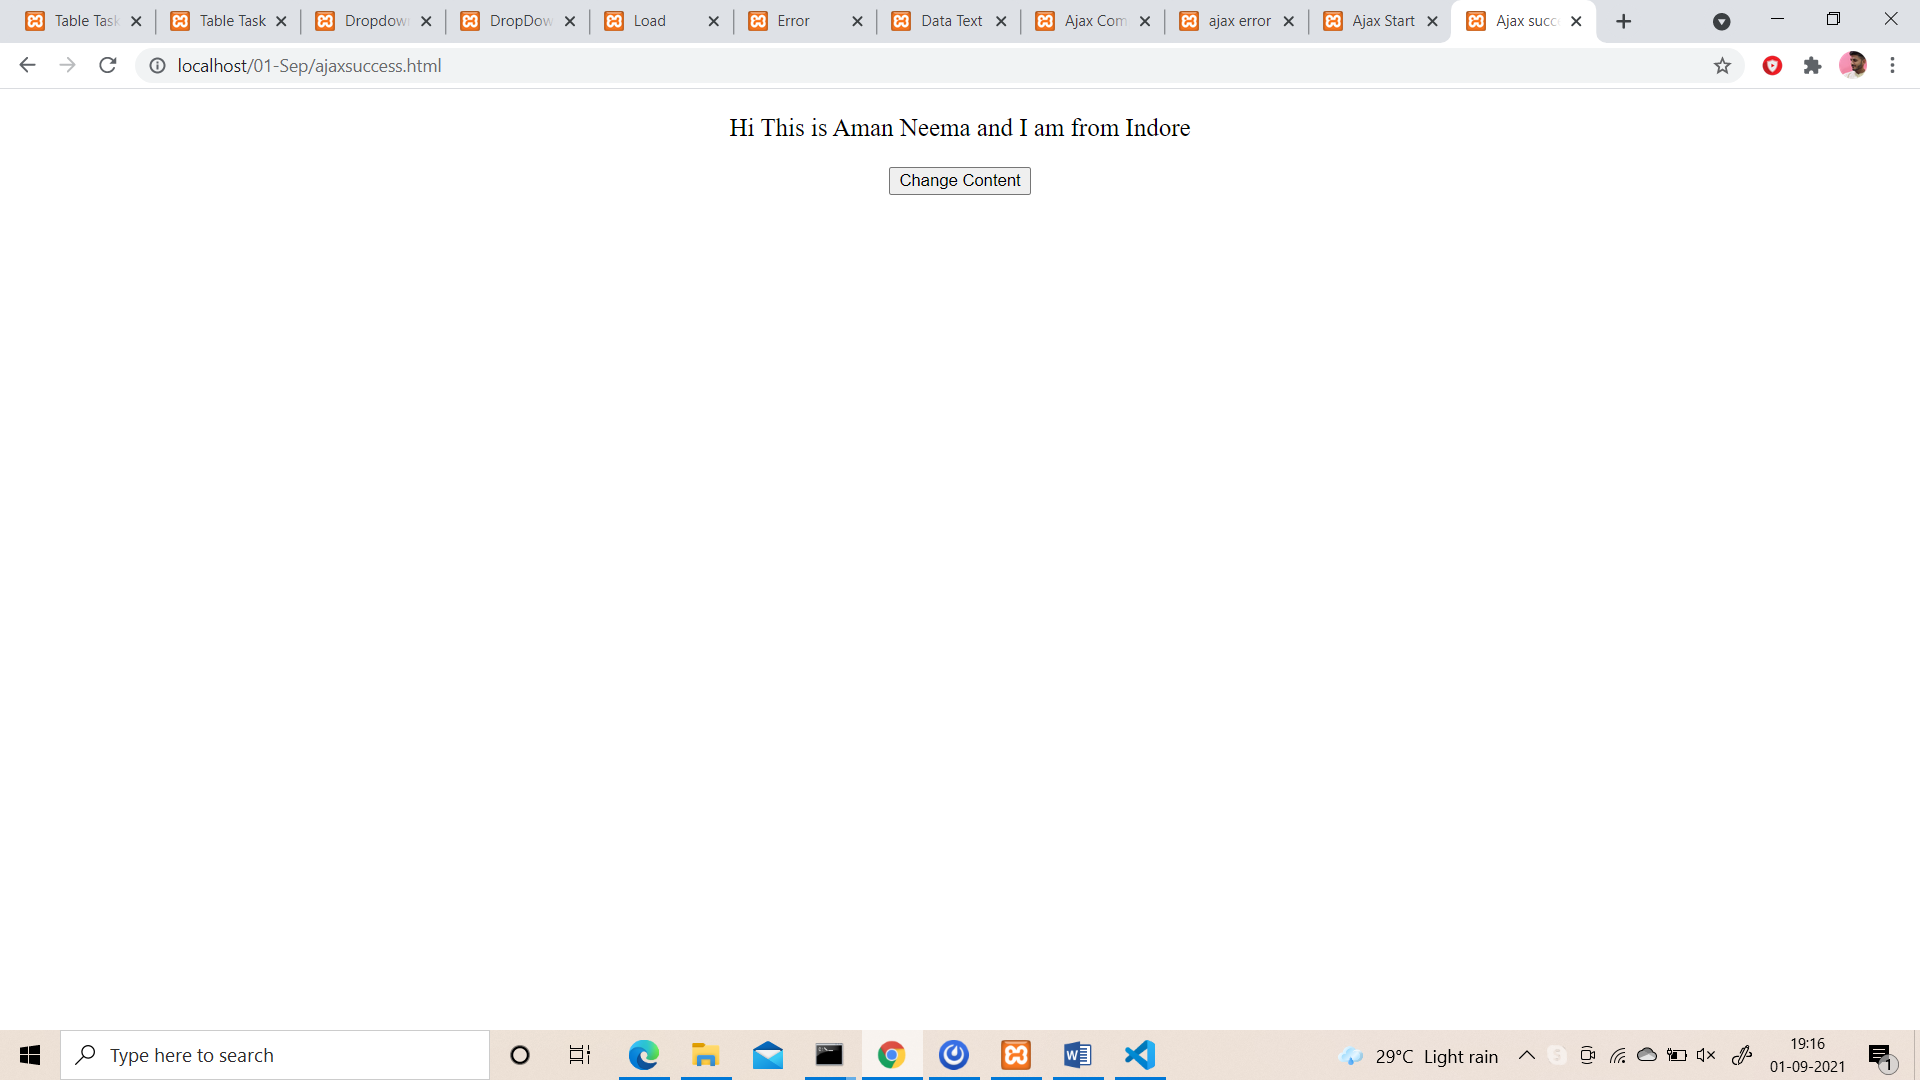 Table Task
Table Task
Dropdow
DropDow
Load
Error
Data Text
Ajax Com
ajax error
Ajax Start
Ajax succ
localhost/01-Sep/ajaxsuccess.html
Hi This is Aman Neema and I am from Indore
Change Content
Type here to search
29°C Light rain
19:16
01-09-2021
1